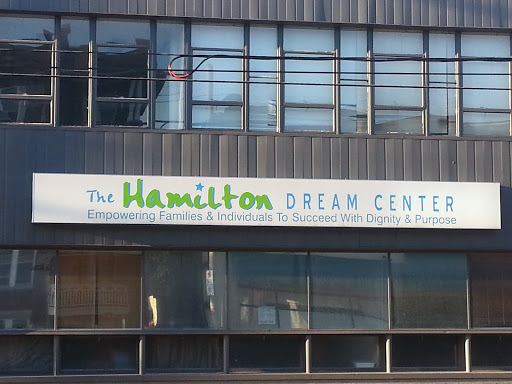 The Hamilton DREAM CENTER
Empowering Families & Individuals To Succeed With Dignity & Purpose